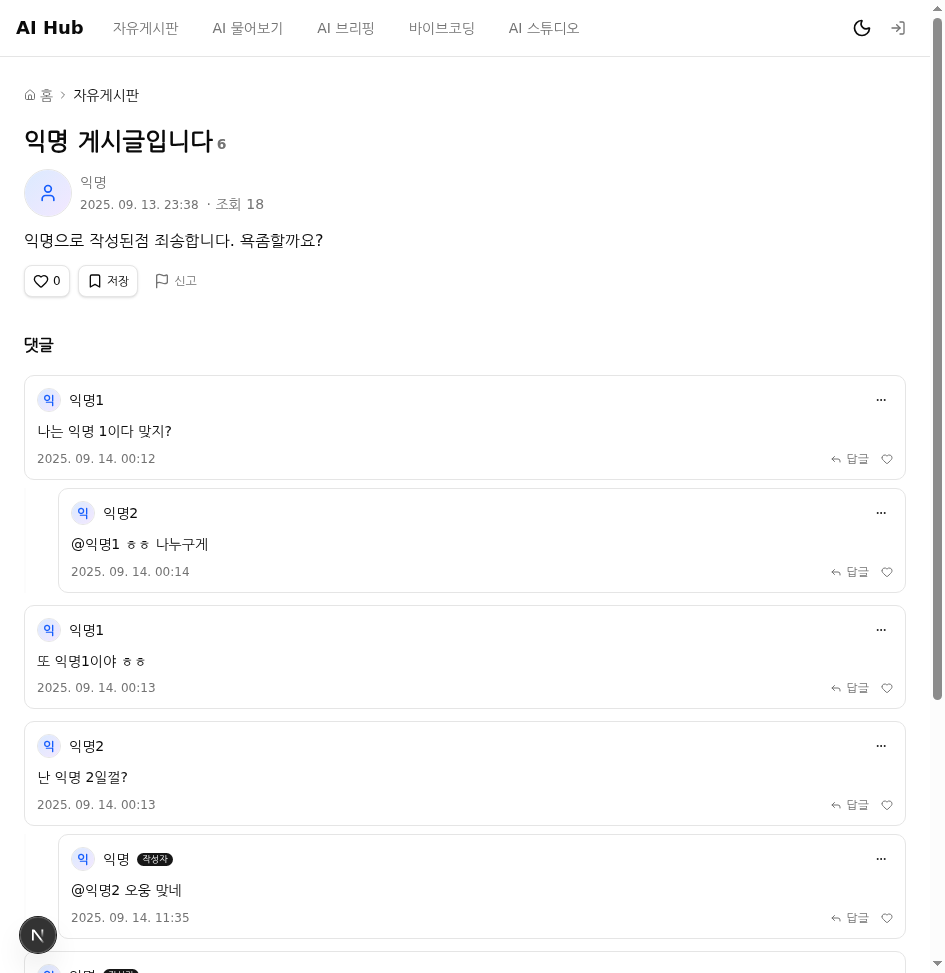 AI Hub 자유게시판 AI 물어보기 AI 브리핑 바이브코딩 AI 스튜디오
홈 자유게시판
익명 게시글입니다 6
익명
2025. 09. 13. 23:38 · 조회 18
익명으로 작성된점 죄송합니다. 욕좀할까요?
0 저장 신고
댓글
익 익명1 ...
나는 익명 1이다 맞지?
2025. 09. 14. 00:12 답글
익 익명2 ...
@익명1 ㅎㅎ 나누구게
2025. 09. 14. 00:14 답글
익 익명1 ...
또 익명1이야 ㅎㅎ
2025. 09. 14. 00:13 답글
익 익명2 ...
난 익명 2일껄?
2025. 09. 14. 00:13 답글
익 익명 작성자 ...
@익명2 오웅 맞네
2025. 09. 14. 11:35 답글
N